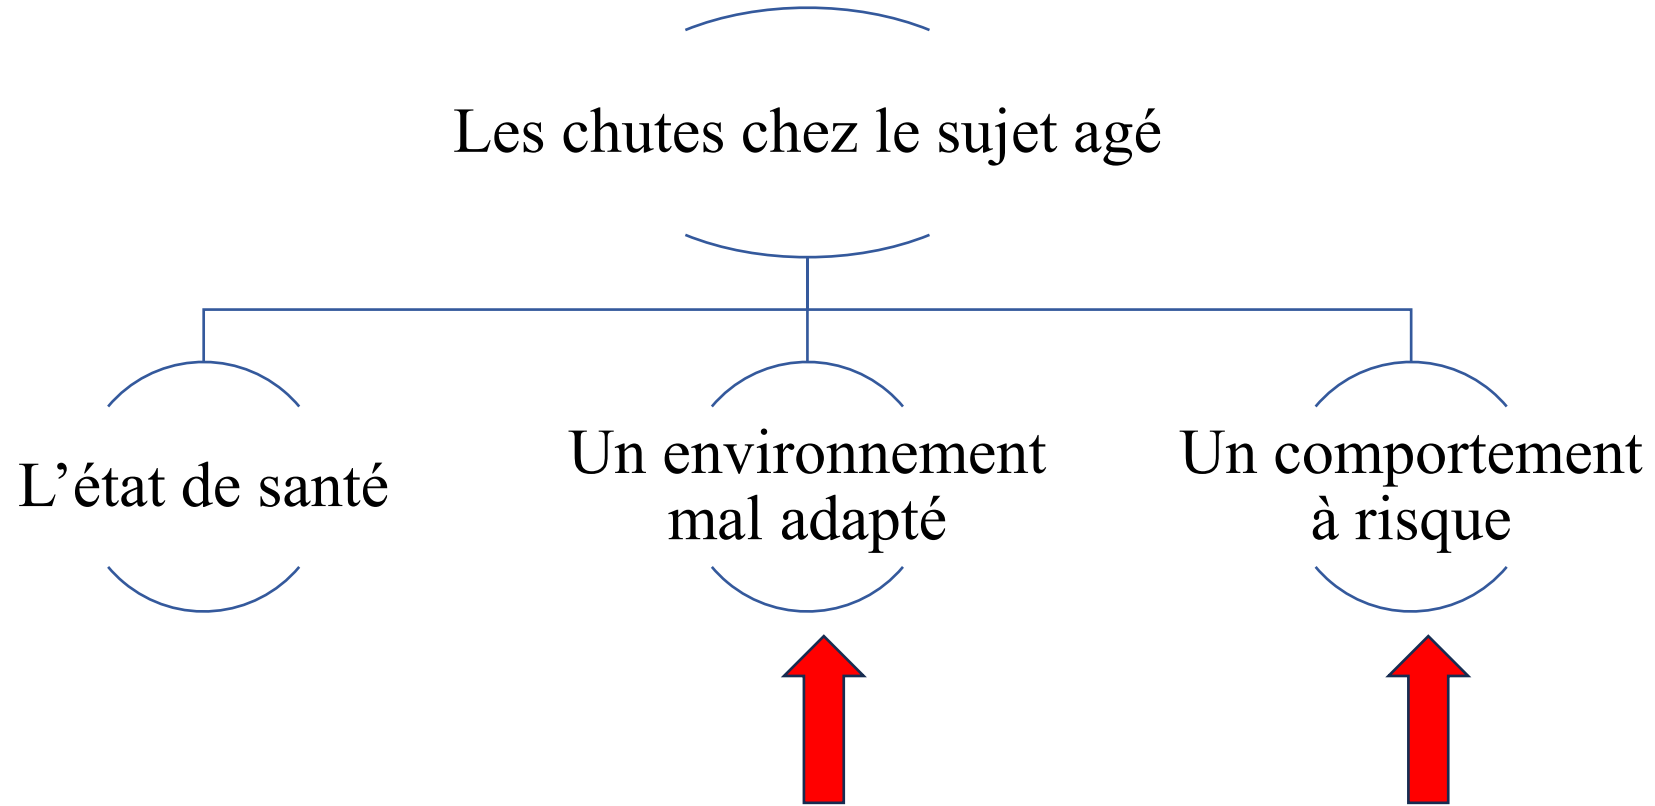 Les chutes chez le sujet agé
L’état de santé
Un environnement
mal adapté
Un comportement
à risque